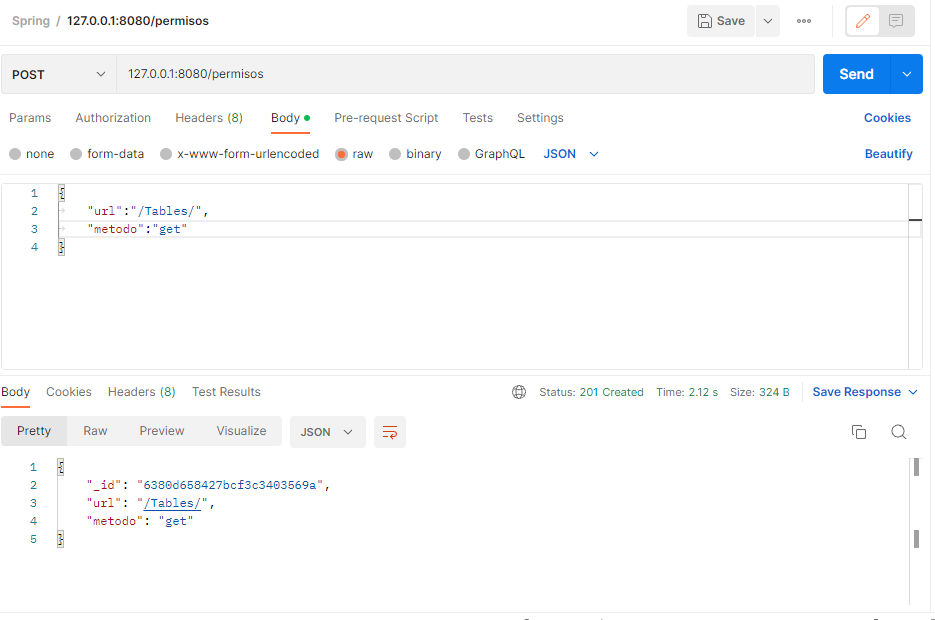 Spring / 127.0.0.1:8080/permisos
Save
POST 127.0.0.1:8080/permisos Send
Params Authorization Headers (8) Body Pre-request Script Tests Settings Cookies
none form-data x-www-form-urlencoded raw binary GraphQL JSON Beautify
1 {
2 "url":"/Tables/",
3 "metodo":"get"
4 }
Body Cookies Headers (8) Test Results Status: 201 Created Time: 2.12 s Size: 324 B Save Response
Pretty Raw Preview Visualize JSON
1 {
2 "_id": "6380d658427bcf3c3403569a",
3 "url": "/Tables/",
4 "metodo": "get"
5 }